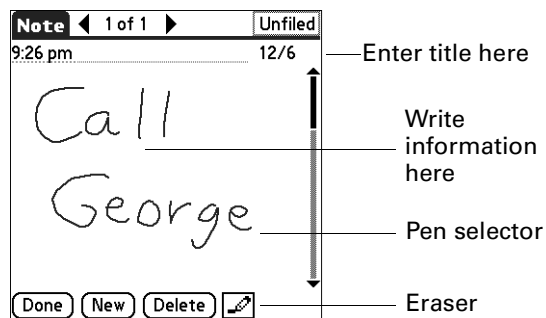 Note 1 of 1 Unfiled
9:26 pm 12/6 Enter title here
Call
Write
information
here
George
Pen selector
Done New Delete Eraser